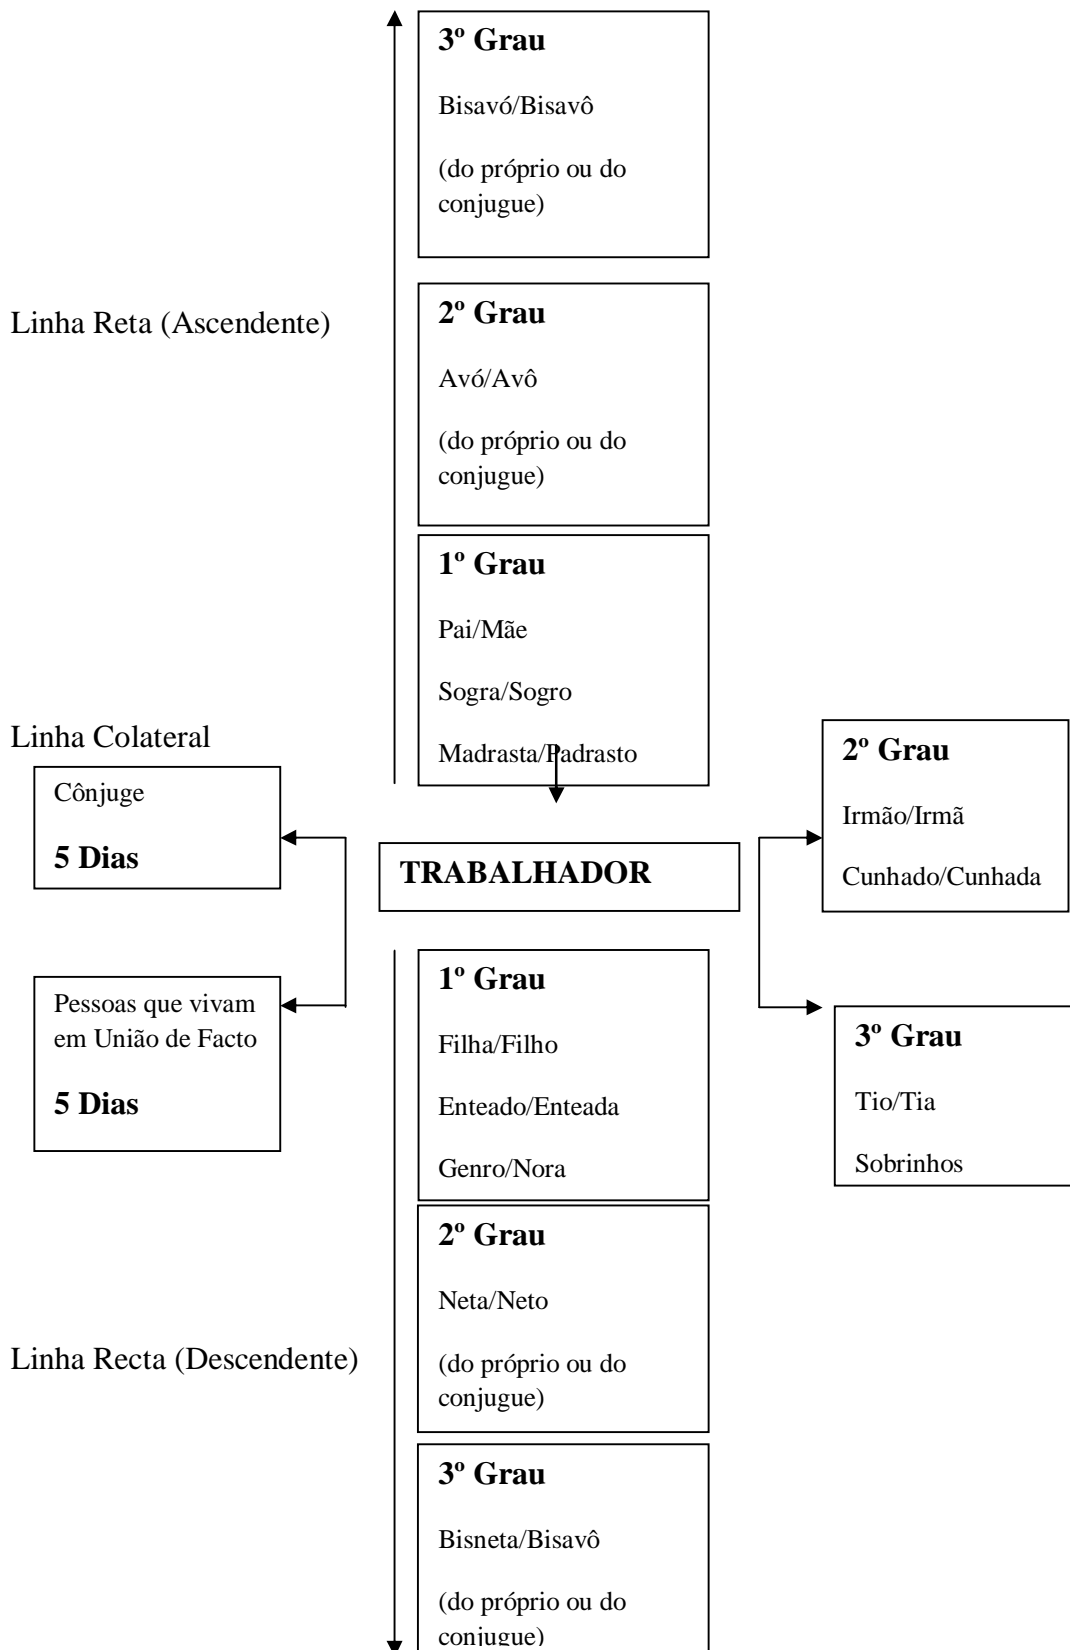 3º Grau
Bisavó/Bisavô
(do próprio ou do
conjugue)
Linha Reta (Ascendente)
2º Grau
Avó/Avô
(do próprio ou do
conjugue)
1º Grau
Pai/Mãe
Sogra/Sogro
Madrasta/Padrasto
Linha Colateral
Cônjuge
5 Dias
TRABALHADOR
2º Grau
Irmão/Irmã
Cunhado/Cunhada
Pessoas que vivam
em União de Facto
5 Dias
1º Grau
Filha/Filho
Enteado/Enteada
Genro/Nora
3º Grau
Tio/Tia
Sobrinhos
2º Grau
Neta/Neto
(do próprio ou do
conjugue)
Linha Recta (Descendente)
3º Grau
Bisneta/Bisavô
(do próprio ou do
conjugue)